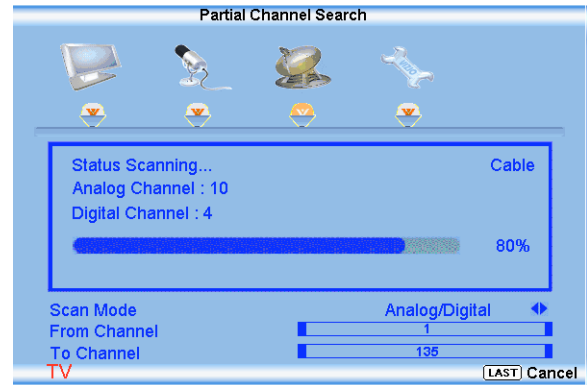 Partial Channel Search
Status Scanning... Cable
Analog Channel : 10
Digital Channel : 4
80%
Scan Mode Analog/Digital
From Channel 1
To Channel 135
TV LAST Cancel